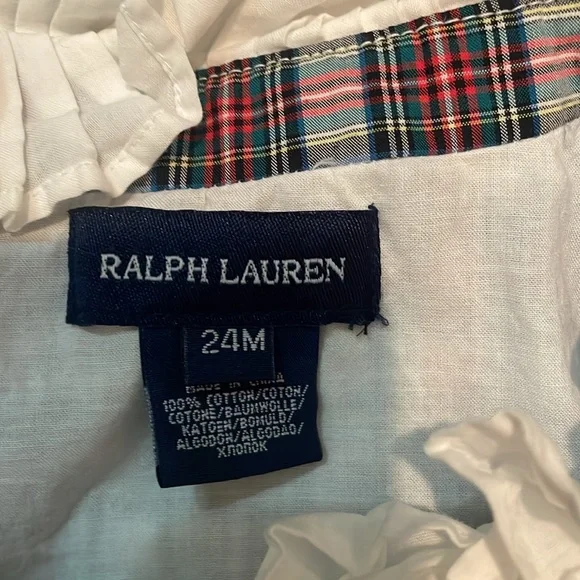 RALPH LAUREN
24M
MADE IN CHINA
100% COTTON/COTON/
COTONE/BAUMWOLLE/
KATOEN/BOMULD/
ALGODON/ALGODAO/
ХЛОПОК